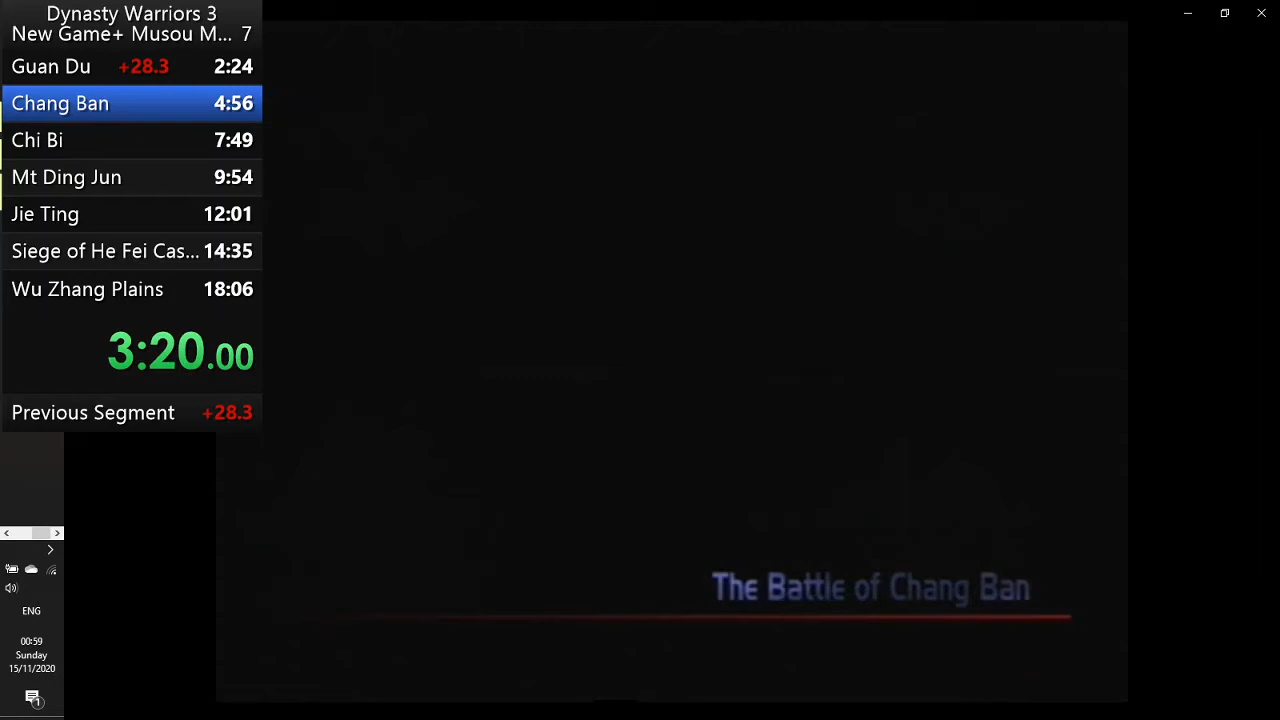 Dynasty Warriors 3
New Game+ Musou M... 7
Guan Du +28.3 2:24
Chang Ban 4:56
Chi Bi 7:49
Mt Ding Jun 9:54
Jie Ting 12:01
Siege of He Fei Cas... 14:35
Wu Zhang Plains 18:06
3:20.00
Previous Segment +28.3
The Battle of Chang Ban
ENG
00:59
Sunday
15/11/2020
1